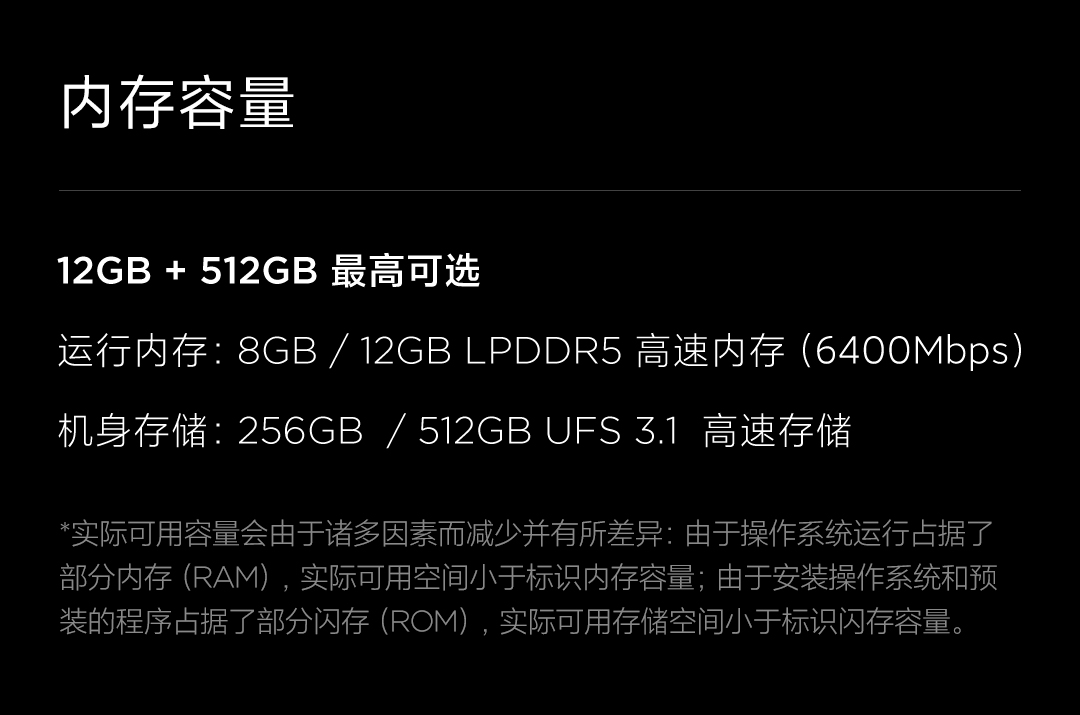 内存容量
12GB + 512GB 最高可选
运行内存：8GB / 12GB LPDDR5 高速内存（6400Mbps）
机身存储：256GB / 512GB UFS 3.1 高速存储
*实际可用容量会由于诸多因素而减少并有所差异：由于操作系统运行占据了
部分内存（RAM），实际可用空间小于标识内存容量；由于安装操作系统和预
装的程序占据了部分闪存（ROM），实际可用存储空间小于标识闪存容量。